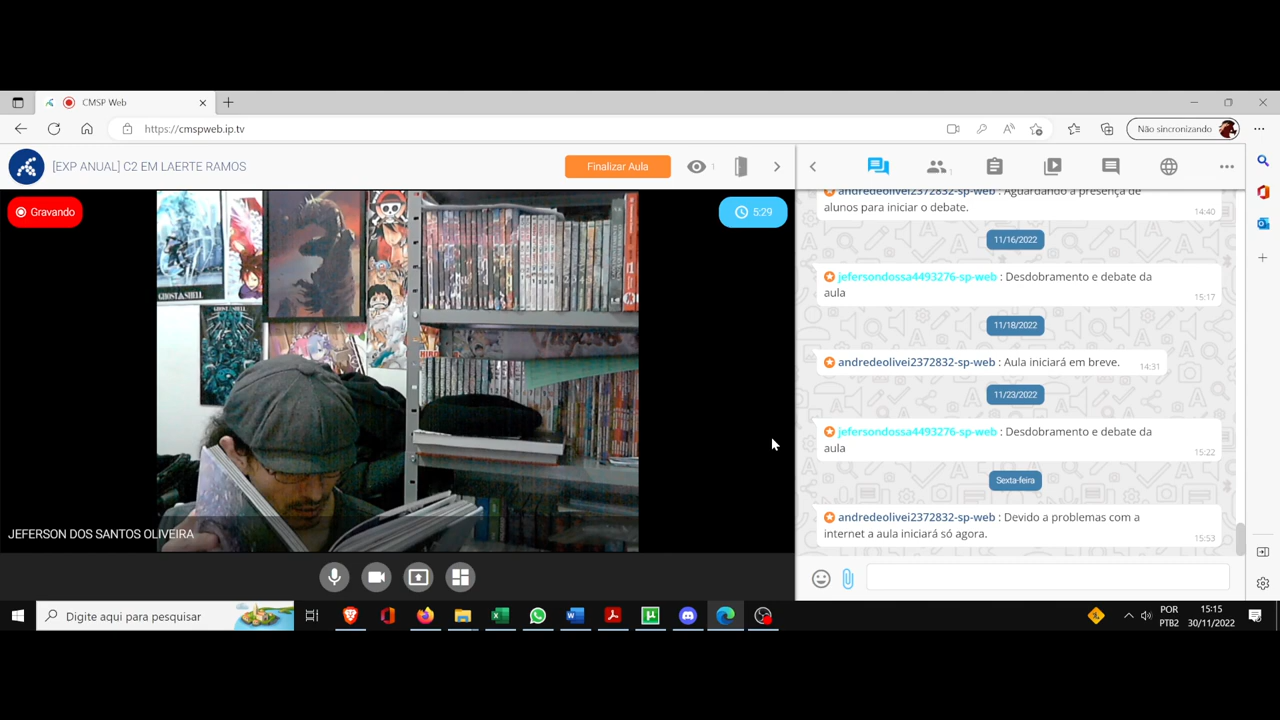 CMSP Web
https://cmspweb.ip.tv
Não sincronizando
[EXP ANUAL] C2 EM LAERTE RAMOS
Finalizar Aula
1
Gravando
5:29
GHOST
SHELL
JEFERSON DOS SANTOS OLIVEIRA
andredeolivei2372832-sp-web : Aguardando a presença de
alunos para iniciar o debate.
14:40
11/16/2022
jefersondossa4493276-sp-web : Desdobramento e debate da
aula
15:17
11/18/2022
andredeolivei2372832-sp-web : Aula iniciará em breve.
14:31
11/23/2022
jefersondossa4493276-sp-web : Desdobramento e debate da
aula
15:22
Sexta-feira
andredeolivei2372832-sp-web : Devido a problemas com a
internet a aula iniciará só agora.
15:53
Digite aqui para pesquisar
POR
PTB2
15:15
30/11/2022